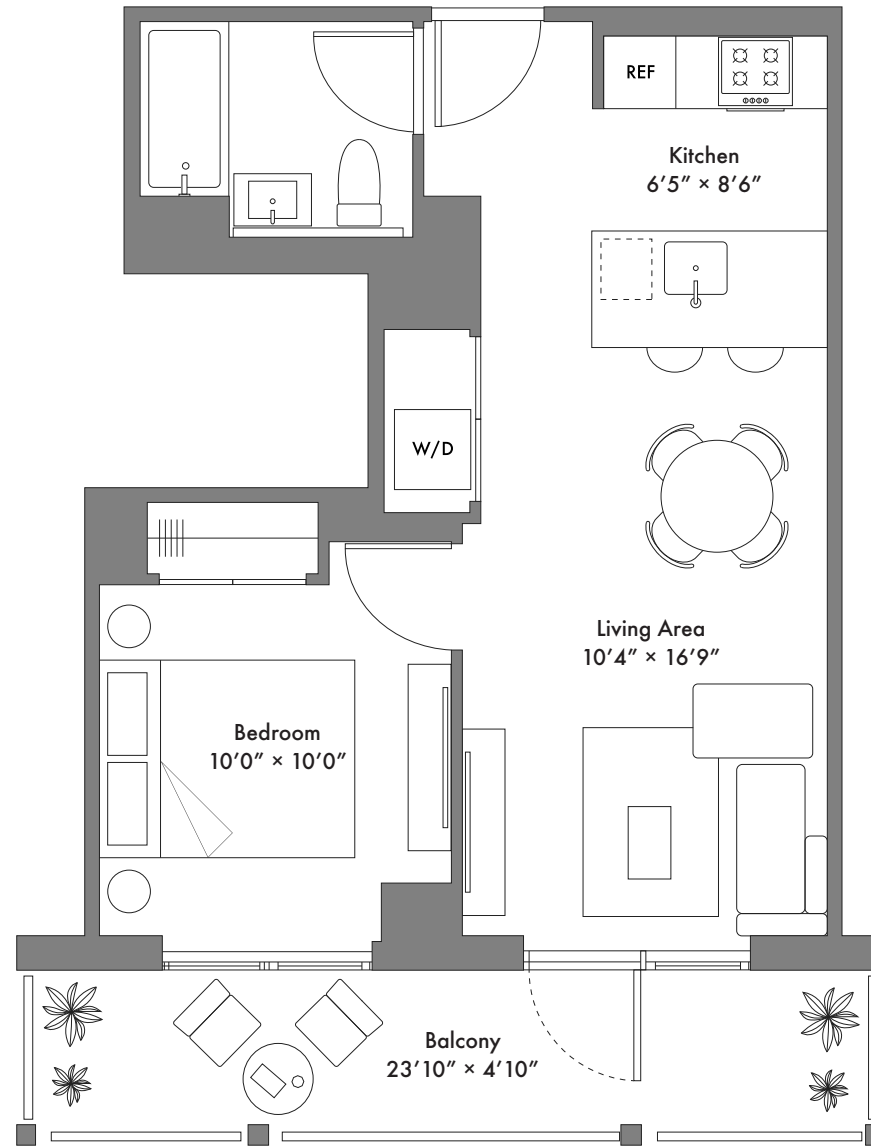 REF
Kitchen
6’5” × 8’6”
W/D
Living Area
10’4” × 16’9”
Bedroom
10’0” × 10’0”
Balcony
23’10” × 4’10”